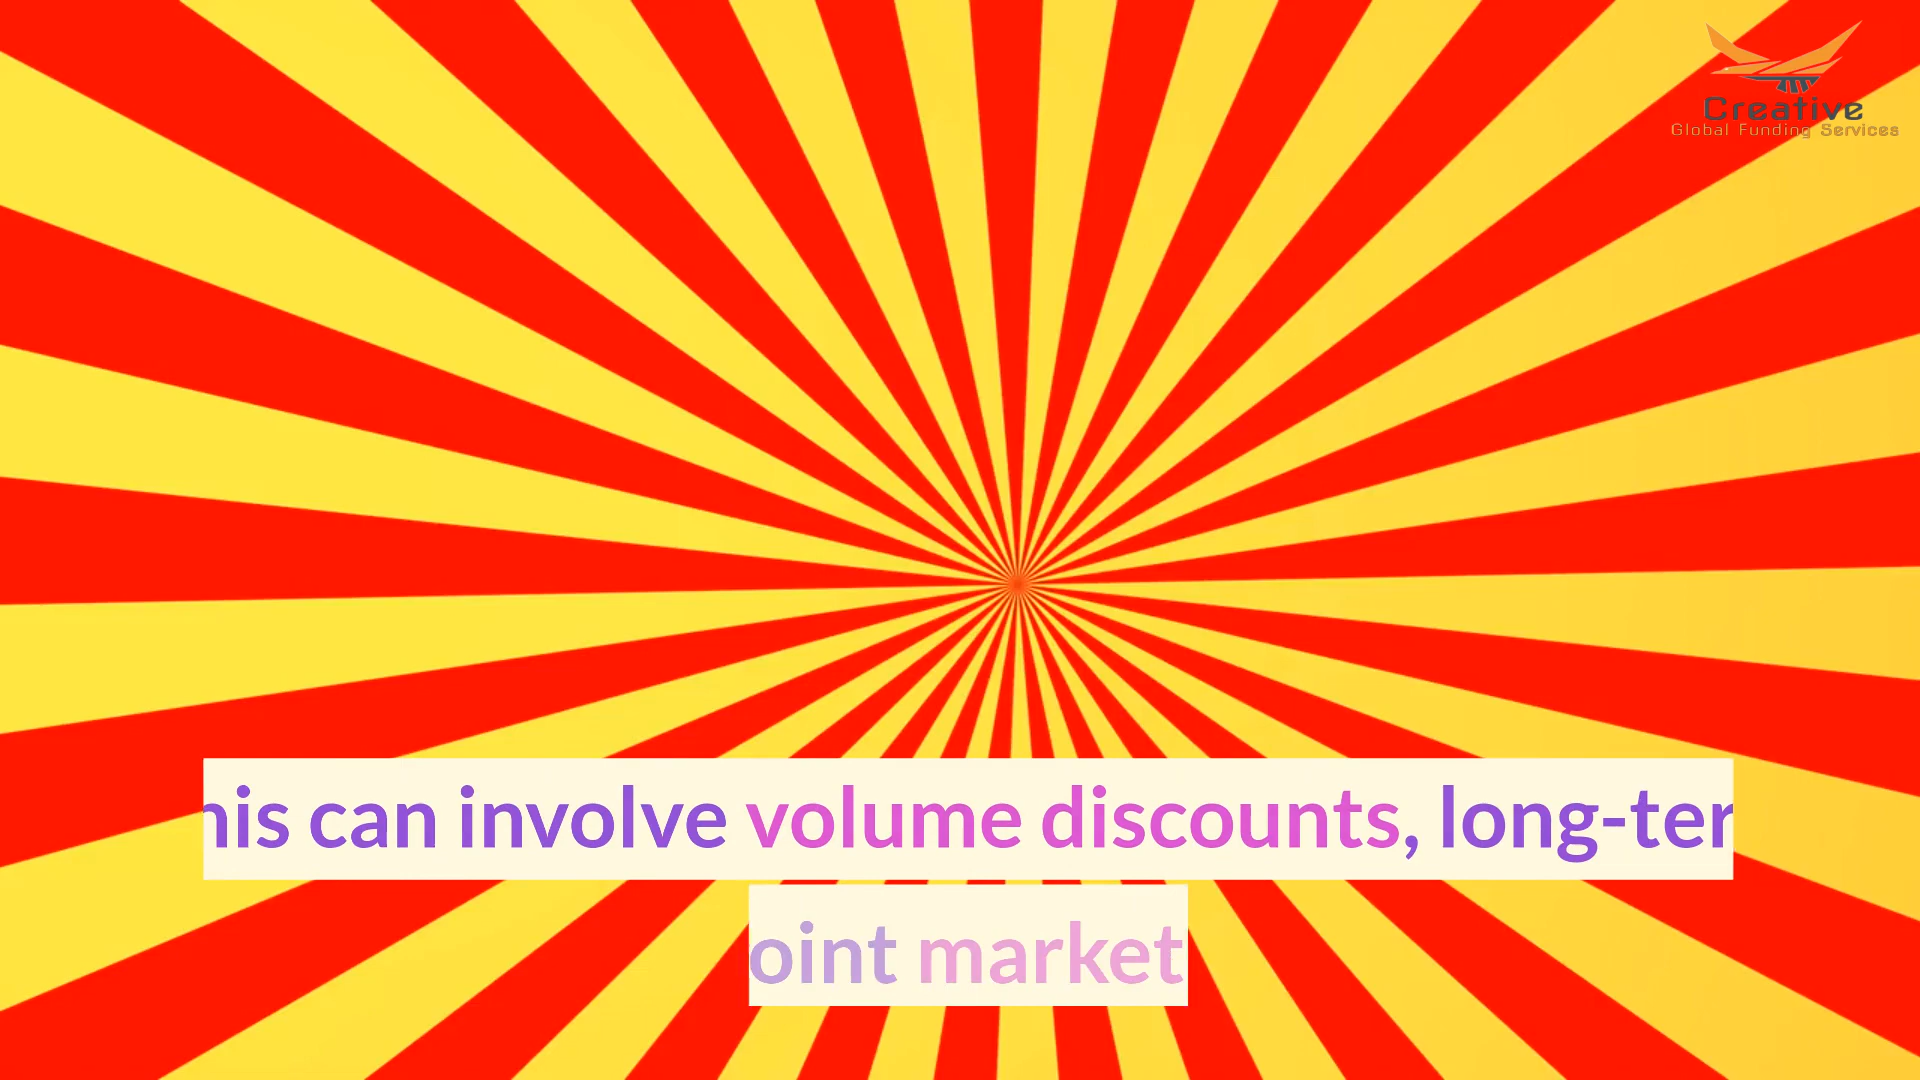 Creative
Global Funding Services
his can involve volume discounts, long-ter
oint market